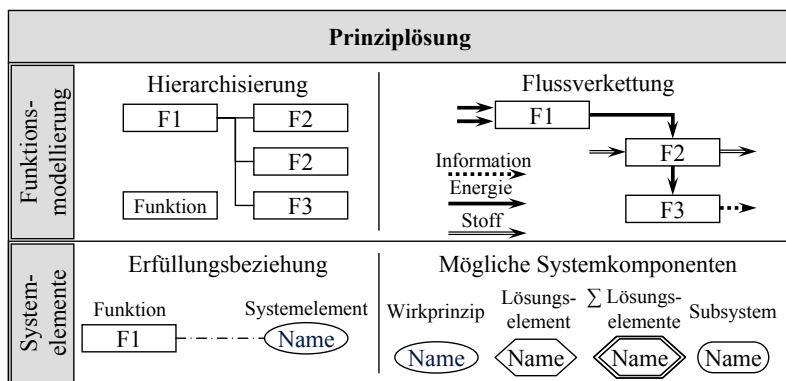 Prinziplösung
Funktions-
modellierung
Hierarchisierung
F1
F2
F2
F3
Funktion
Flussverkettung
F1
F2
F3
Information
Energie
Stoff
System-
elemente
Erfüllungsbeziehung
Funktion
F1
Systemelement
Name
Mögliche Systemkomponenten
Wirkprinzip
Name
Lösungs-
element
Name
∑ Lösungs-
elemente
Name
Subsystem
Name